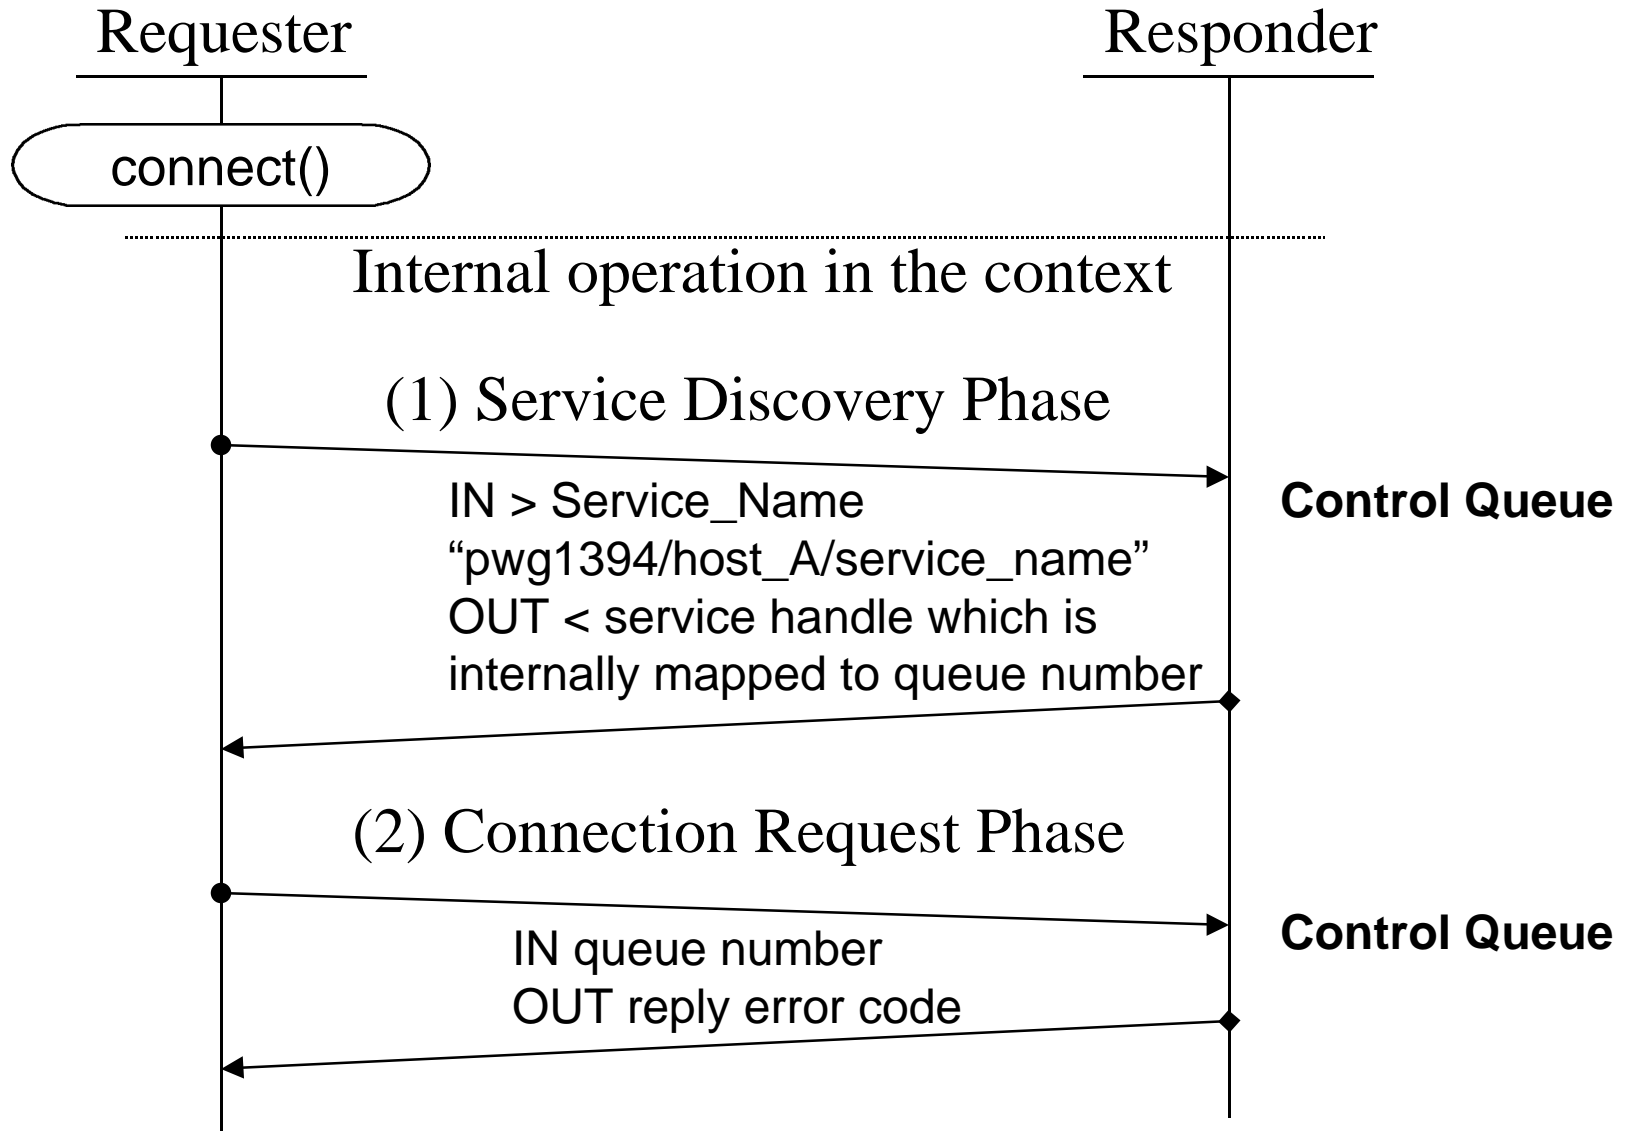 Requester
Responder
connect()
Internal operation in the context
(1) Service Discovery Phase
IN > Service_Name
“pwg1394/host_A/service_name”
OUT < service handle which is
internally mapped to queue number
Control Queue
(2) Connection Request Phase
IN queue number
OUT reply error code
Control Queue